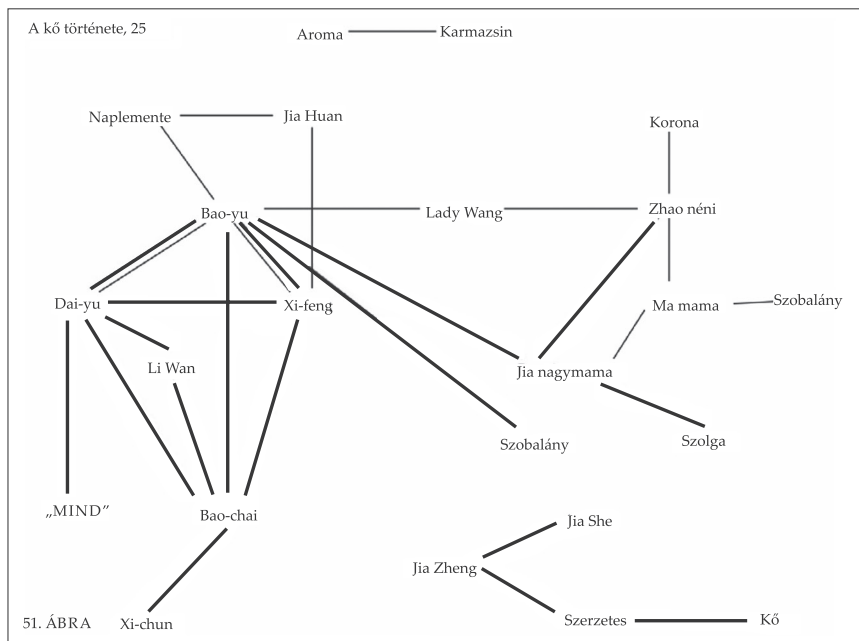 A kő története, 25
Aroma Karmazsin
Naplemente Jia Huan Korona
Bao-yu Lady Wang Zhao néni
Dai-yu Xi-feng Ma mama Szobalány
Li Wan Jia nagymama
Szobalány Szolga
„MIND” Bao-chai Jia She
Jia Zheng
51. ÁBRA Xi-chun Szerzetes Kő